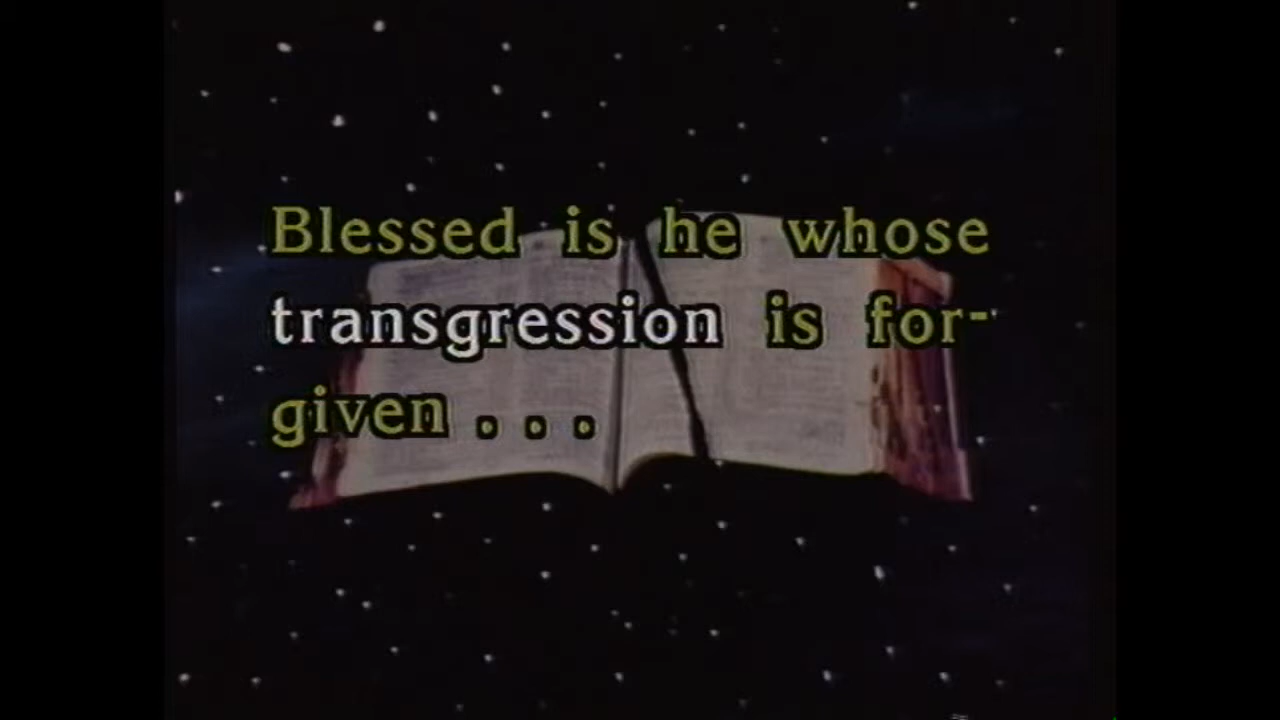 Blessed is he whose
transgression is for-
given . . .